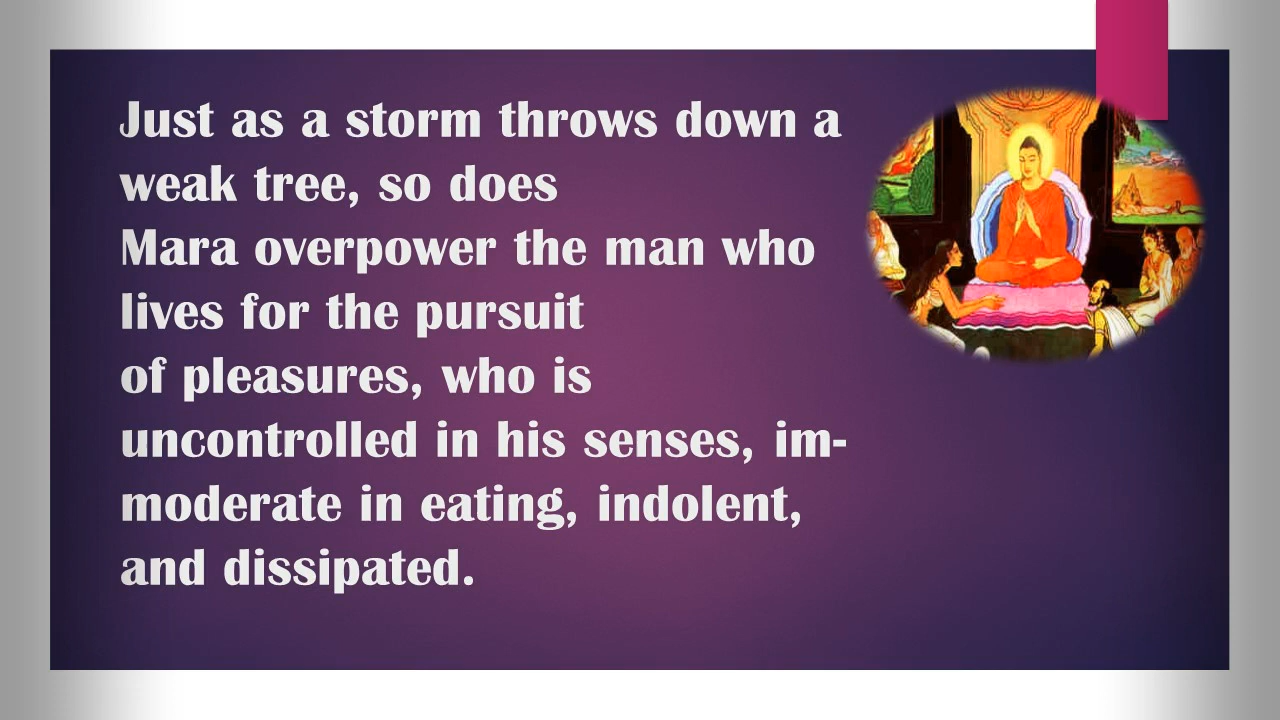 Just as a storm throws down a
weak tree, so does
Mara overpower the man who
lives for the pursuit
of pleasures, who is
uncontrolled in his senses, im-
moderate in eating, indolent,
and dissipated.